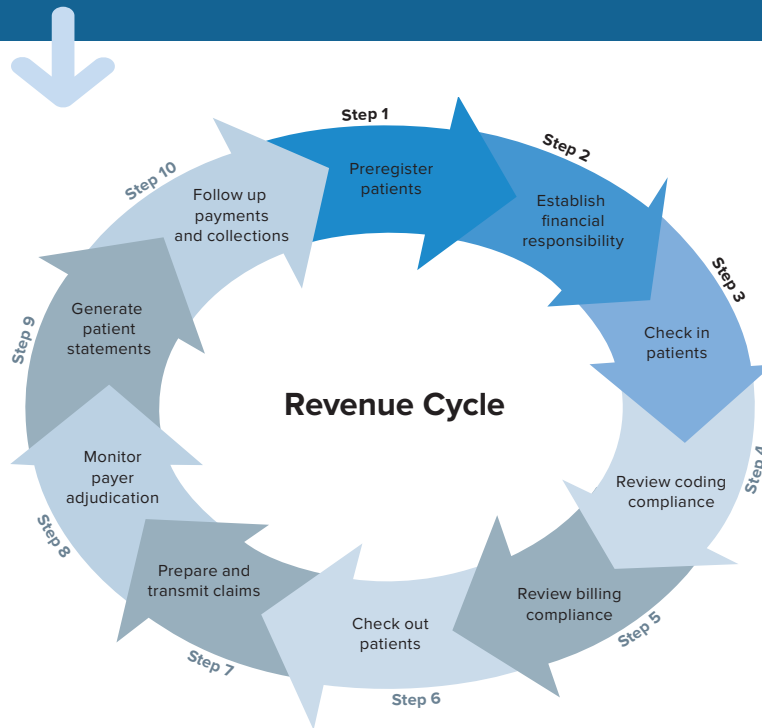 Step 1
Preregister
patients
Step 2
Establish
financial
responsibility
Step 3
Check in
patients
Step 4
Review coding
compliance
Step 5
Review billing
compliance
Step 6
Check out
patients
Step 7
Prepare and
transmit claims
Step 8
Monitor
payer
adjudication
Step 9
Generate
patient
statements
Step 10
Follow up
payments
and collections
Revenue Cycle